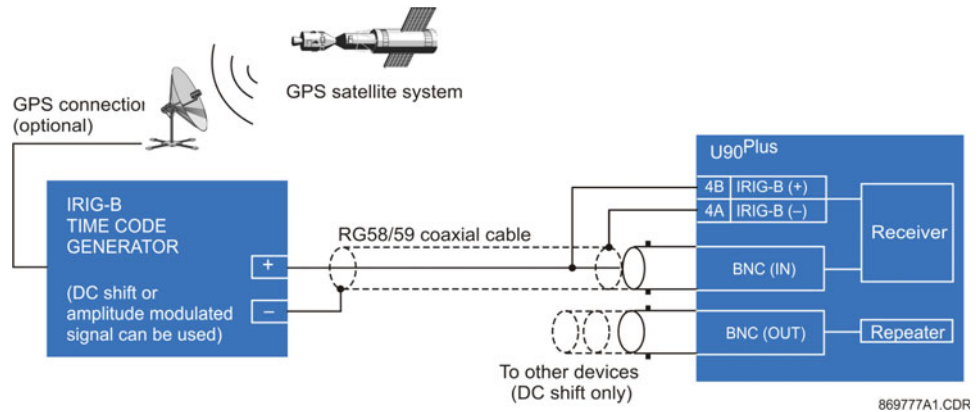 GPS satellite system
GPS connection
(optional)
IRIG-B
TIME CODE
GENERATOR
(DC shift or
amplitude modulated
signal can be used)
+
–
RG58/59 coaxial cable
U90Plus
4B IRIG-B (+)
4A IRIG-B (–)
Receiver
BNC (IN)
BNC (OUT)
Repeater
To other devices
(DC shift only)
869777A1.CDR